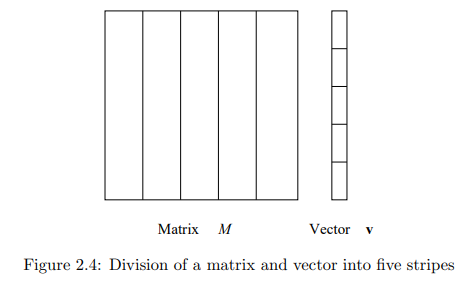 Matrix M Vector v
Figure 2.4: Division of a matrix and vector into five stripes